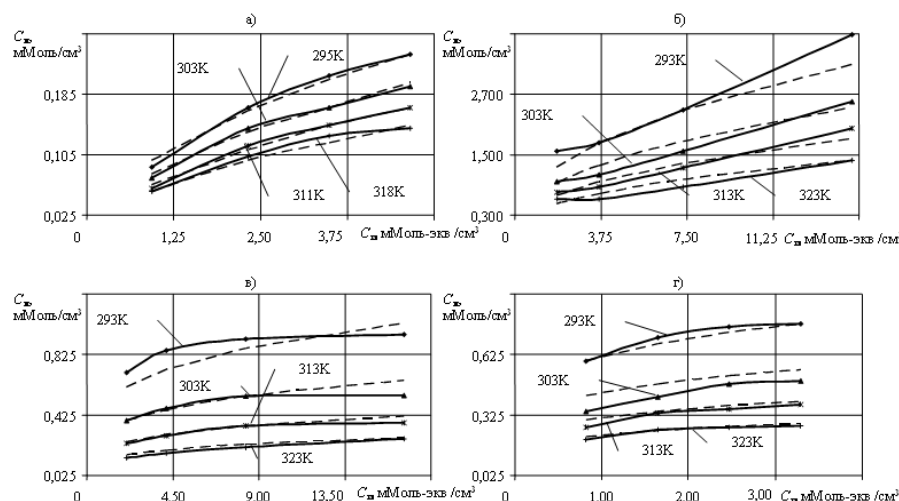 а)
C
мМоль/см³
303K
295K
0,185
0,105
311K
318K
0,025
0
1,25
2,50
3,75
C мМоль-экв /см³
б)
C
мМоль/см³
293K
2,700
303K
1,500
313K
323K
0,300
0
3,75
7,50
11,25
C мМоль-экв /см³
в)
C
мМоль/см³
293K
0,825
303K
313K
0,425
323K
0,025
0
4.50
9.00
13.50
C мМоль-экв /см³
г)
C
мМоль/см³
293K
0,625
303K
0,325
313K
323K
0,025
0
1,00
2,00
3,00
C мМоль-экв /см³